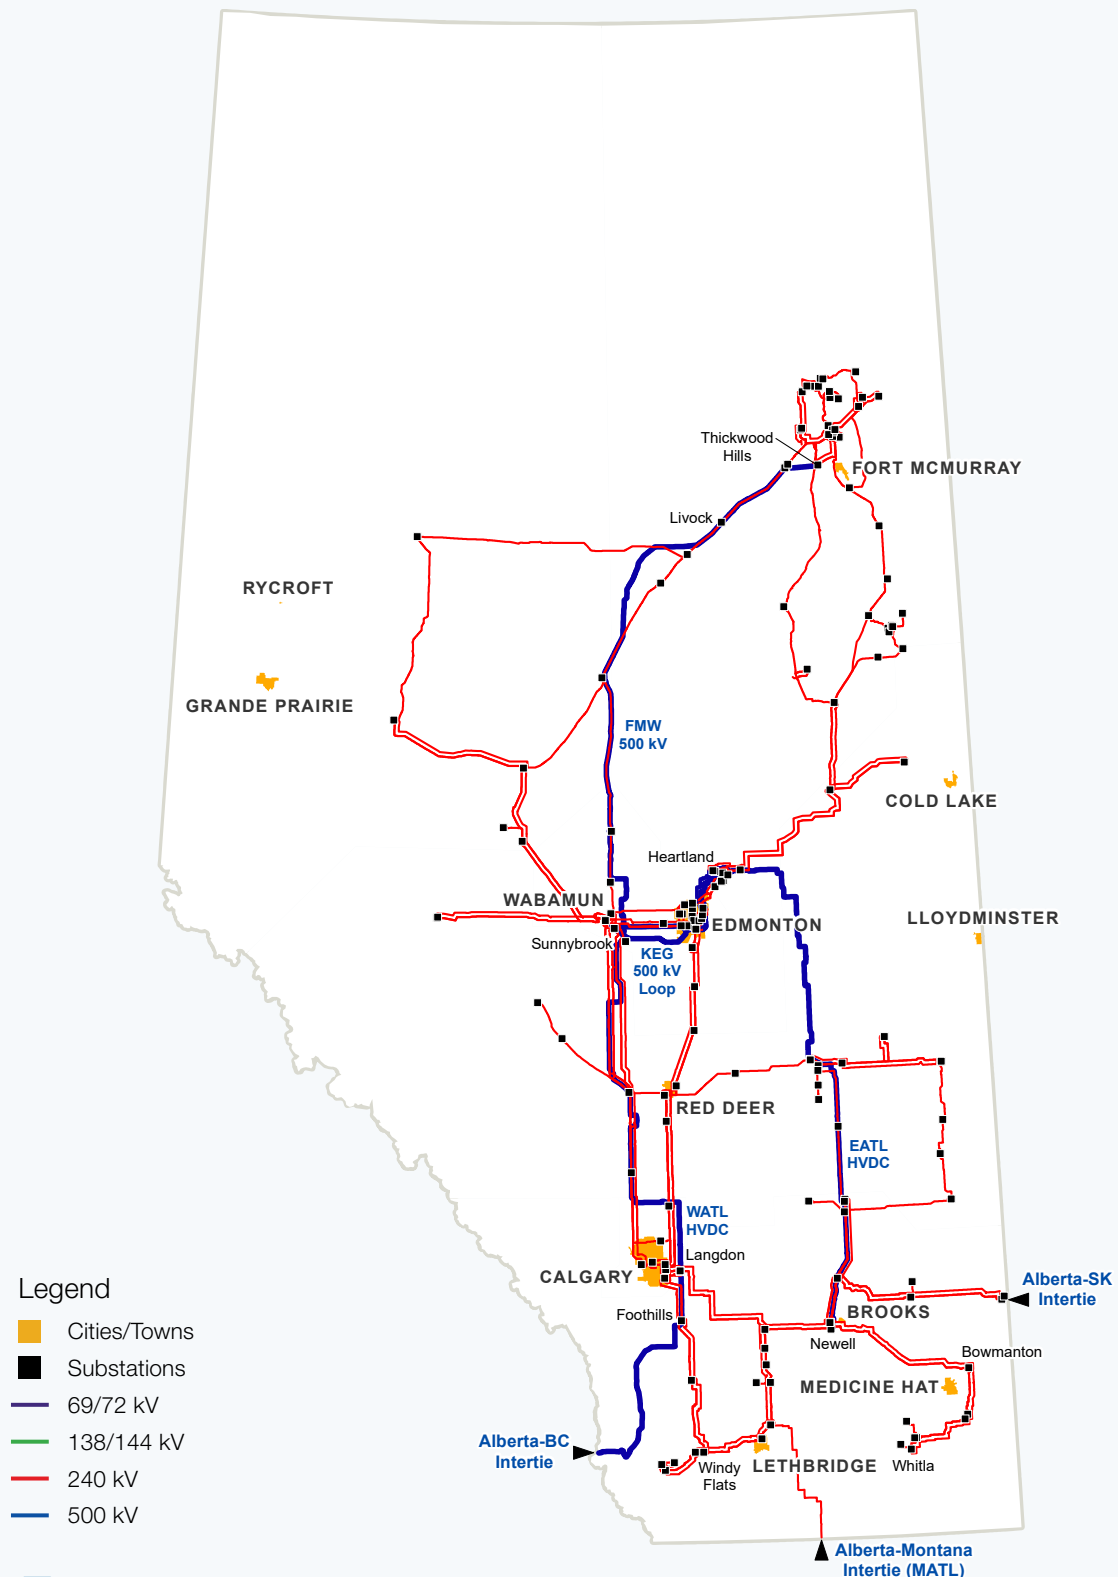 Thickwood
Hills
FORT MCMURRAY
Livock
RYCROFT
GRANDE PRAIRIE
FMW
500 kV
COLD LAKE
Heartland
WABAMUN
LLOYDMINSTER
EDMONTON
Sunnybrook
KEG
500 kV
Loop
RED DEER
EATL
HVDC
WATL
HVDC
Langdon
CALGARY
Alberta-SK
Intertie
Foothills
BROOKS
Newell
Bowmanton
MEDICINE HAT
Alberta-BC
Intertie
Windy
Flats
LETHBRIDGE
Whitla
Alberta-Montana
Intertie (MATL)
Legend
Cities/Towns
Substations
69/72 kV
138/144 kV
240 kV
500 kV